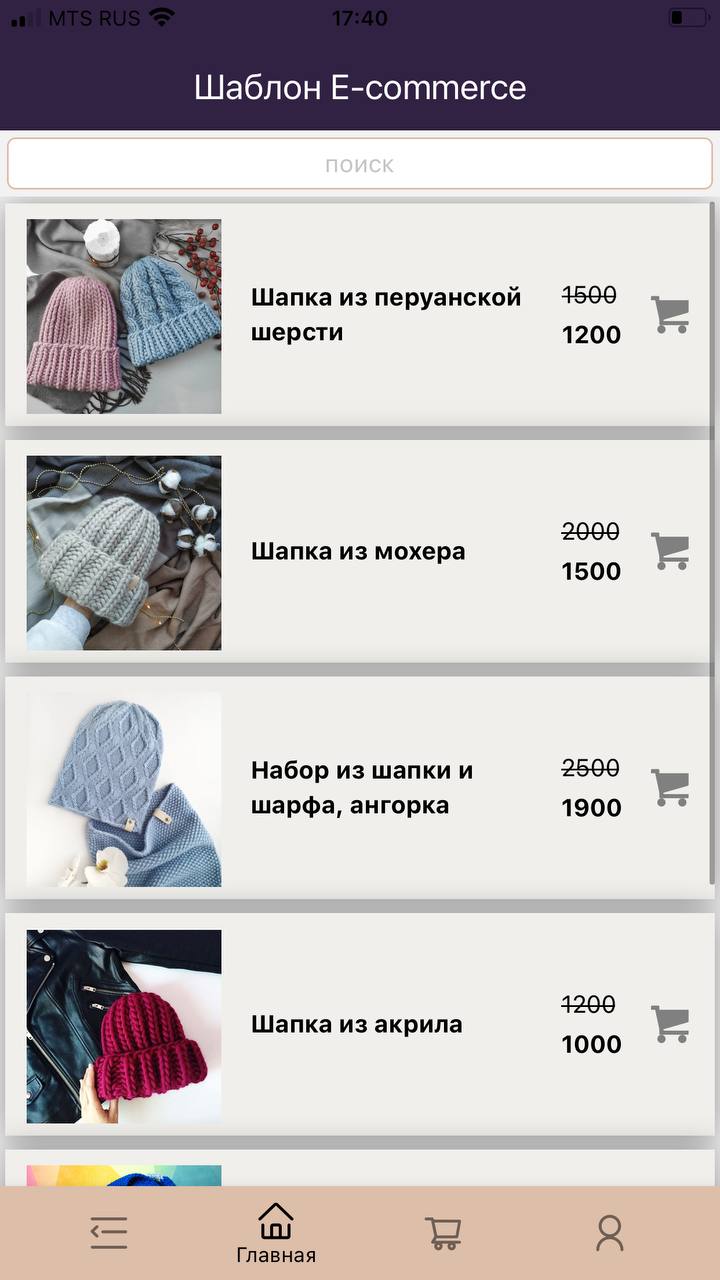 MTS RUS 17:40
Шаблон E-commerce
поиск
Шапка из перуанской
шерсти
1500
1200
Шапка из мохера
2000
1500
Набор из шапки и
шарфа, ангорка
2500
1900
Шапка из акрила
1200
1000
Главная